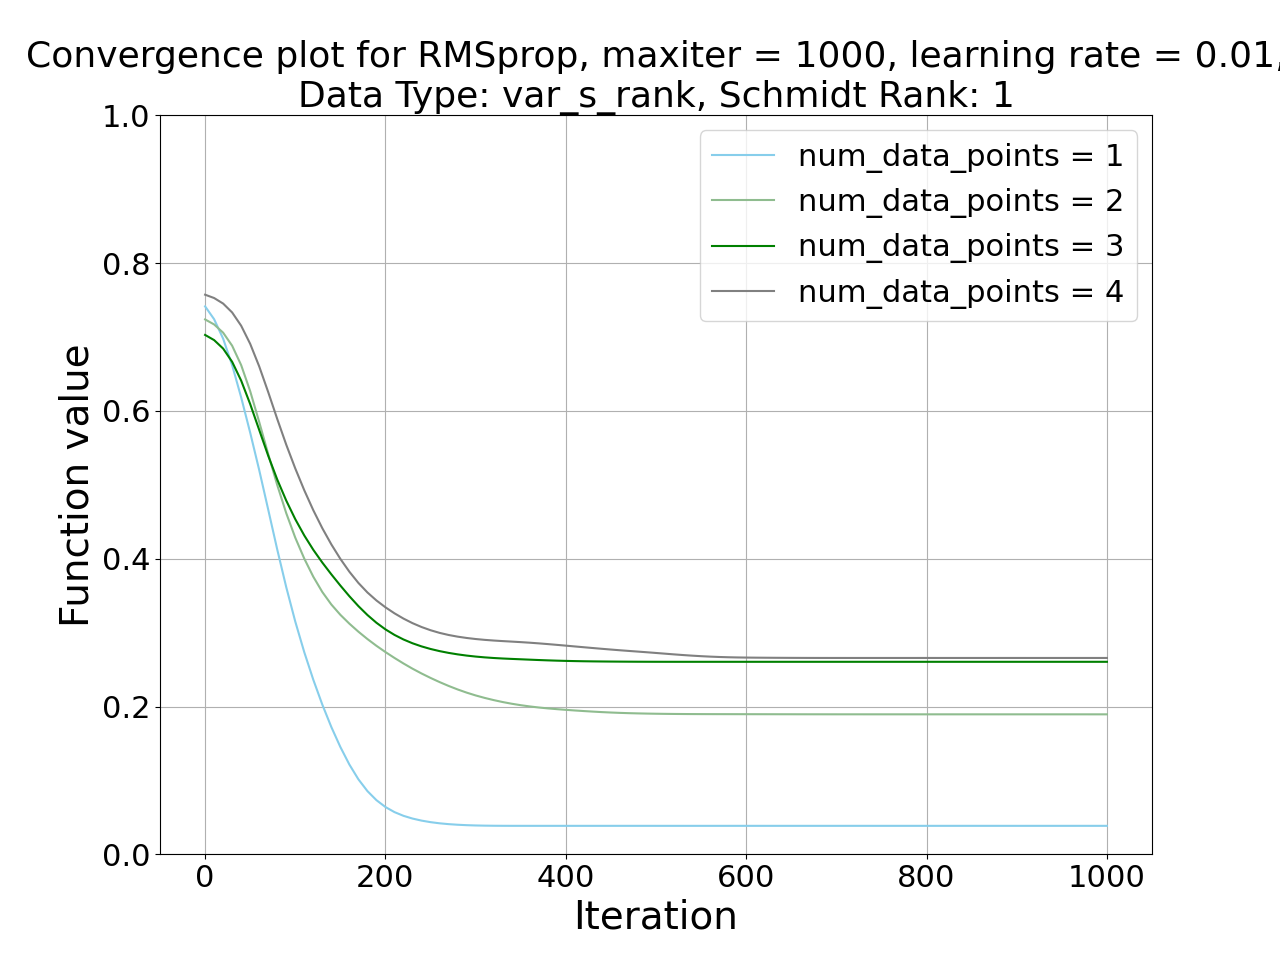 Convergence plot for RMSprop, maxiter = 1000, learning rate = 0.01,
Data Type: var_s_rank, Schmidt Rank: 1
1.0
0.8
0.6
0.4
0.2
0.0
Function value
num_data_points = 1
num_data_points = 2
num_data_points = 3
num_data_points = 4
0 200 400 600 800 1000
Iteration